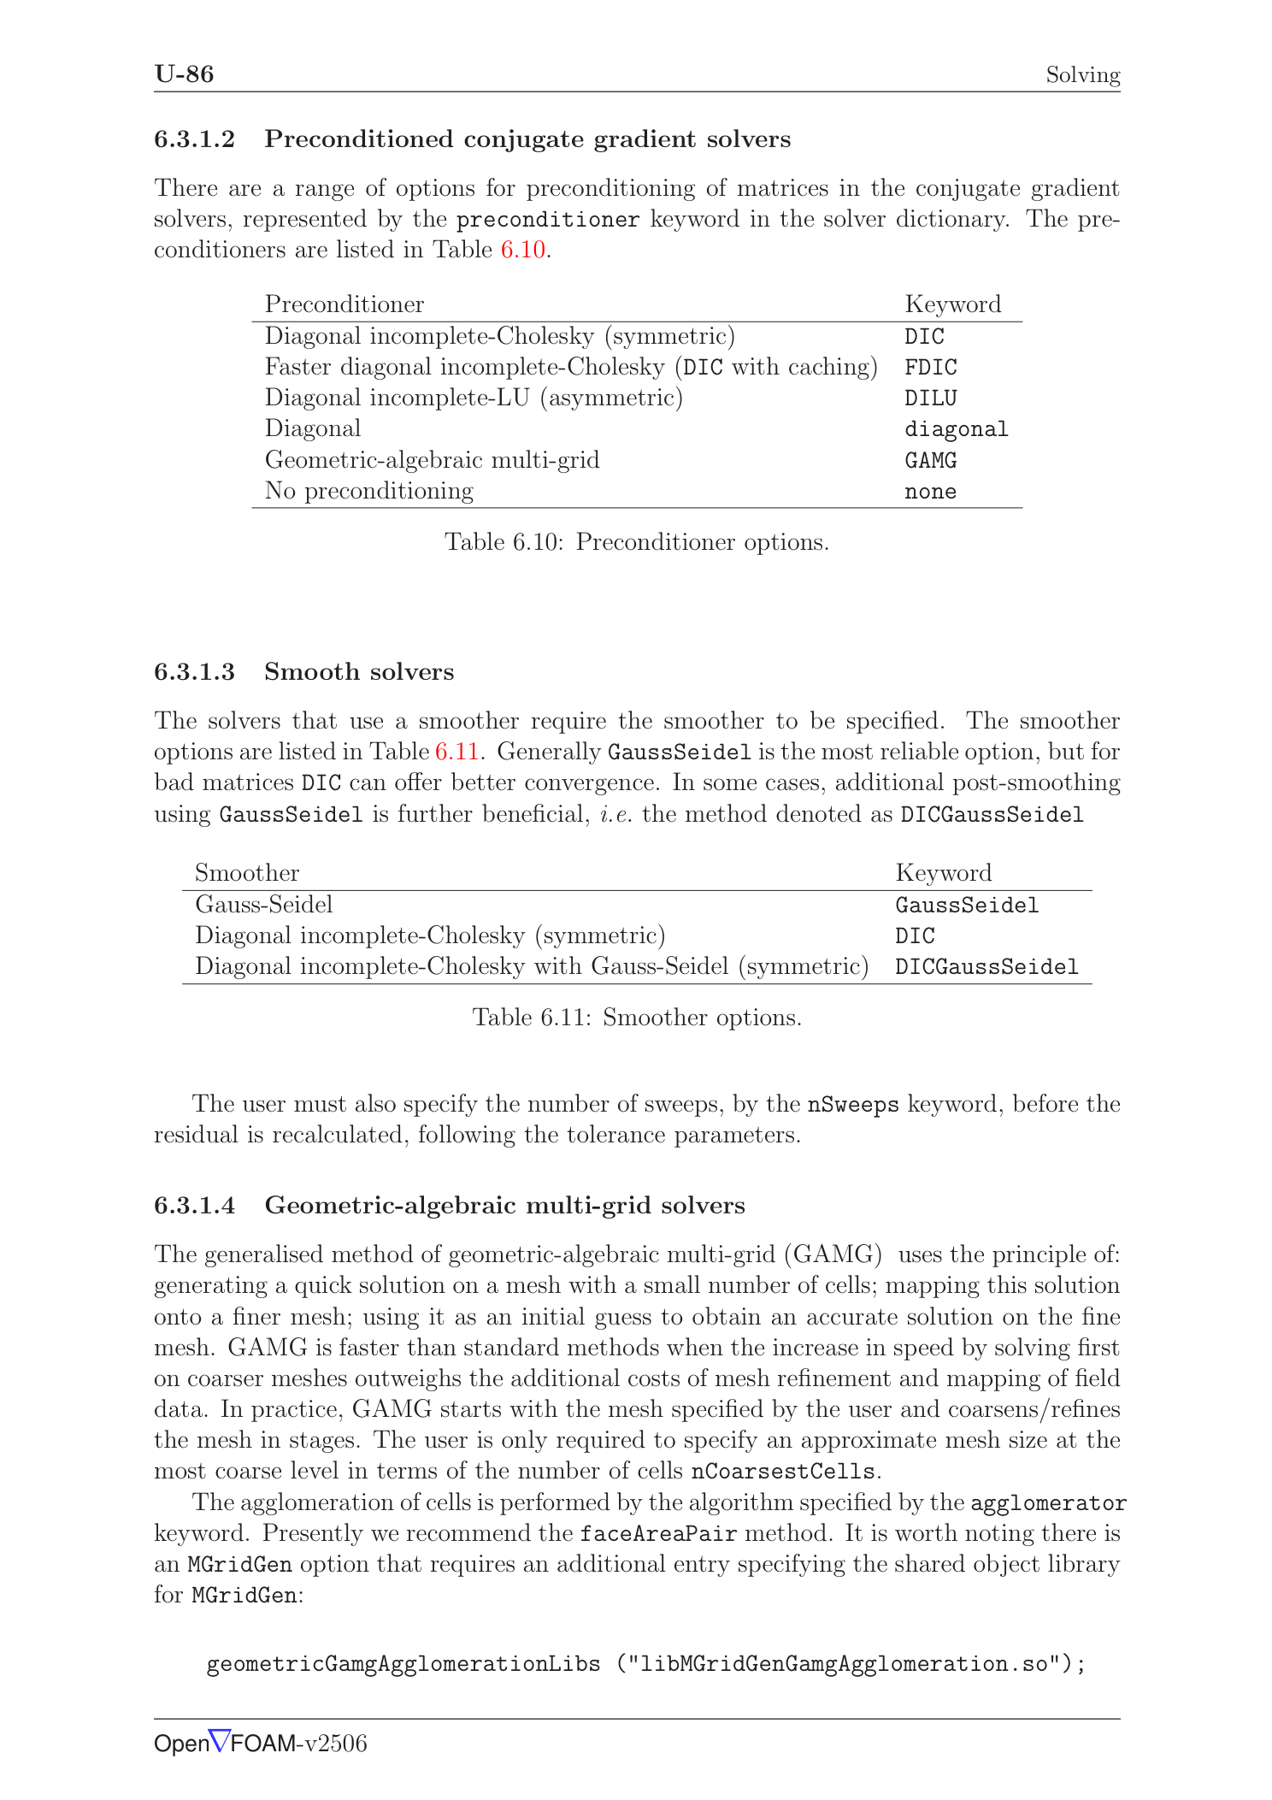 U-86 Solving
6.3.1.2 Preconditioned conjugate gradient solvers
There are a range of options for preconditioning of matrices in the conjugate gradient
solvers, represented by the preconditioner keyword in the solver dictionary. The pre-
conditioners are listed in Table 6.10.
Preconditioner Keyword
Diagonal incomplete-Cholesky (symmetric) DIC
Faster diagonal incomplete-Cholesky (DIC with caching) FDIC
Diagonal incomplete-LU (asymmetric) DILU
Diagonal diagonal
Geometric-algebraic multi-grid GAMG
No preconditioning none
Table 6.10: Preconditioner options.
6.3.1.3 Smooth solvers
The solvers that use a smoother require the smoother to be specified. The smoother
options are listed in Table 6.11. Generally GaussSeidel is the most reliable option, but for
bad matrices DIC can offer better convergence. In some cases, additional post-smoothing
using GaussSeidel is further beneficial, i.e. the method denoted as DICGaussSeidel
Smoother Keyword
Gauss-Seidel GaussSeidel
Diagonal incomplete-Cholesky (symmetric) DIC
Diagonal incomplete-Cholesky with Gauss-Seidel (symmetric) DICGaussSeidel
Table 6.11: Smoother options.
The user must also specify the number of sweeps, by the nSweeps keyword, before the
residual is recalculated, following the tolerance parameters.
6.3.1.4 Geometric-algebraic multi-grid solvers
The generalised method of geometric-algebraic multi-grid (GAMG) uses the principle of:
generating a quick solution on a mesh with a small number of cells; mapping this solution
onto a finer mesh; using it as an initial guess to obtain an accurate solution on the fine
mesh. GAMG is faster than standard methods when the increase in speed by solving first
on coarser meshes outweighs the additional costs of mesh refinement and mapping of field
data. In practice, GAMG starts with the mesh specified by the user and coarsens/refines
the mesh in stages. The user is only required to specify an approximate mesh size at the
most coarse level in terms of the number of cells nCoarsestCells.
The agglomeration of cells is performed by the algorithm specified by the agglomerator
keyword. Presently we recommend the faceAreaPair method. It is worth noting there is
an MGridGen option that requires an additional entry specifying the shared object library
for MGridGen:
geometricGamgAgglomerationLibs ("libMGridGenGamgAgglomeration.so");
Open∇FOAM-v2506